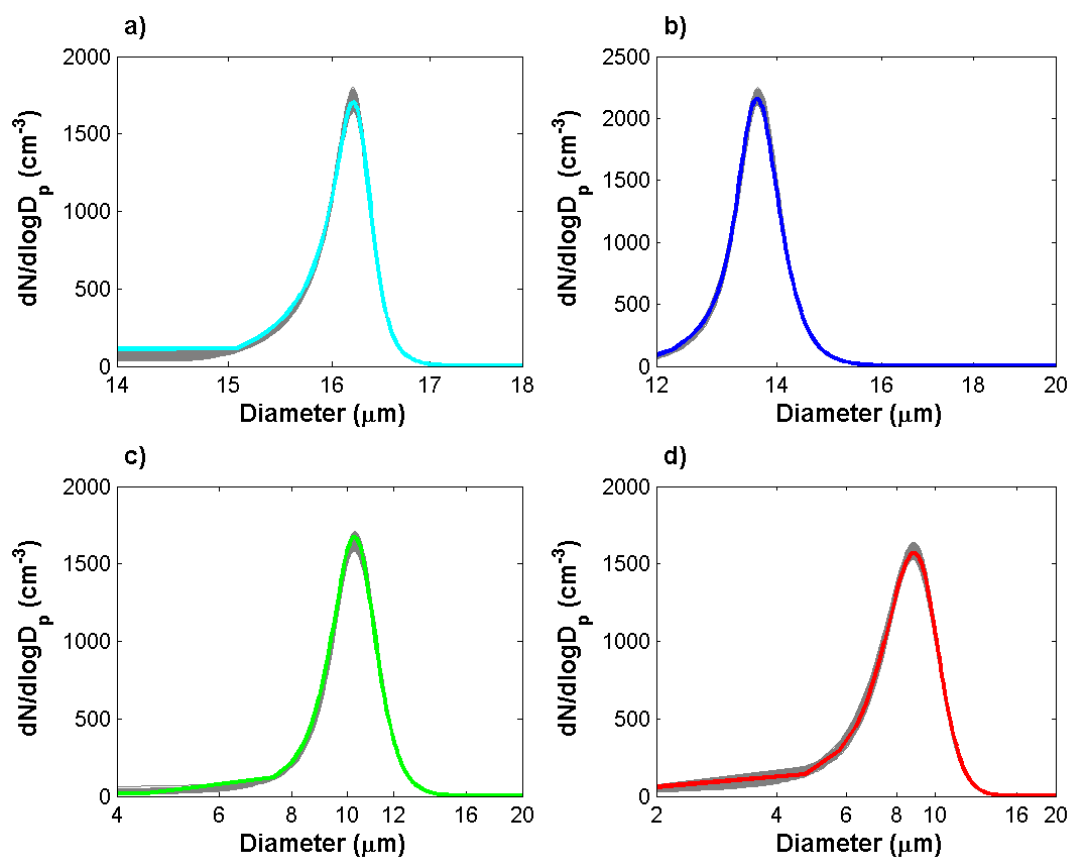 a)
2000
1500
1000
500
0
dN/dlogDp (cm-3)
14 15 16 17 18
Diameter (μm)
b)
2500
2000
1500
1000
500
0
dN/dlogDp (cm-3)
12 14 16 18 20
Diameter (μm)
c)
2000
1500
1000
500
0
dN/dlogDp (cm-3)
4 6 8 10 12 16 20
Diameter (μm)
d)
2000
1500
1000
500
0
dN/dlogDp (cm-3)
2 4 6 8 10 16 20
Diameter (μm)